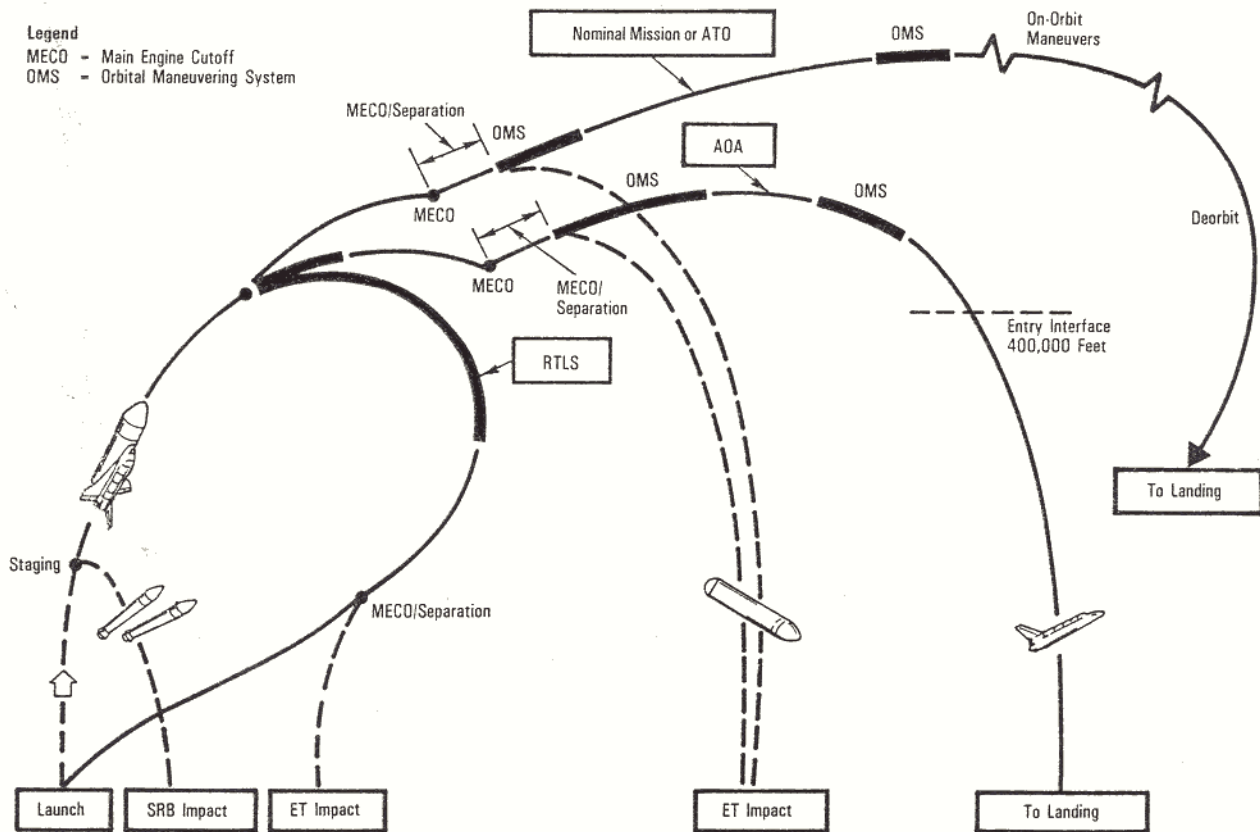 Legend
MECO = Main Engine Cutoff
OMS = Orbital Maneuvering System
Nominal Mission or ATO
OMS
On-Orbit
Maneuvers
MECO/Separation
OMS
AOA
MECO
OMS
OMS
Deorbit
MECO
MECO/
Separation
Entry Interface
400,000 Feet
RTLS
To Landing
Staging
MECO/Separation
Launch
SRB Impact
ET Impact
ET Impact
To Landing